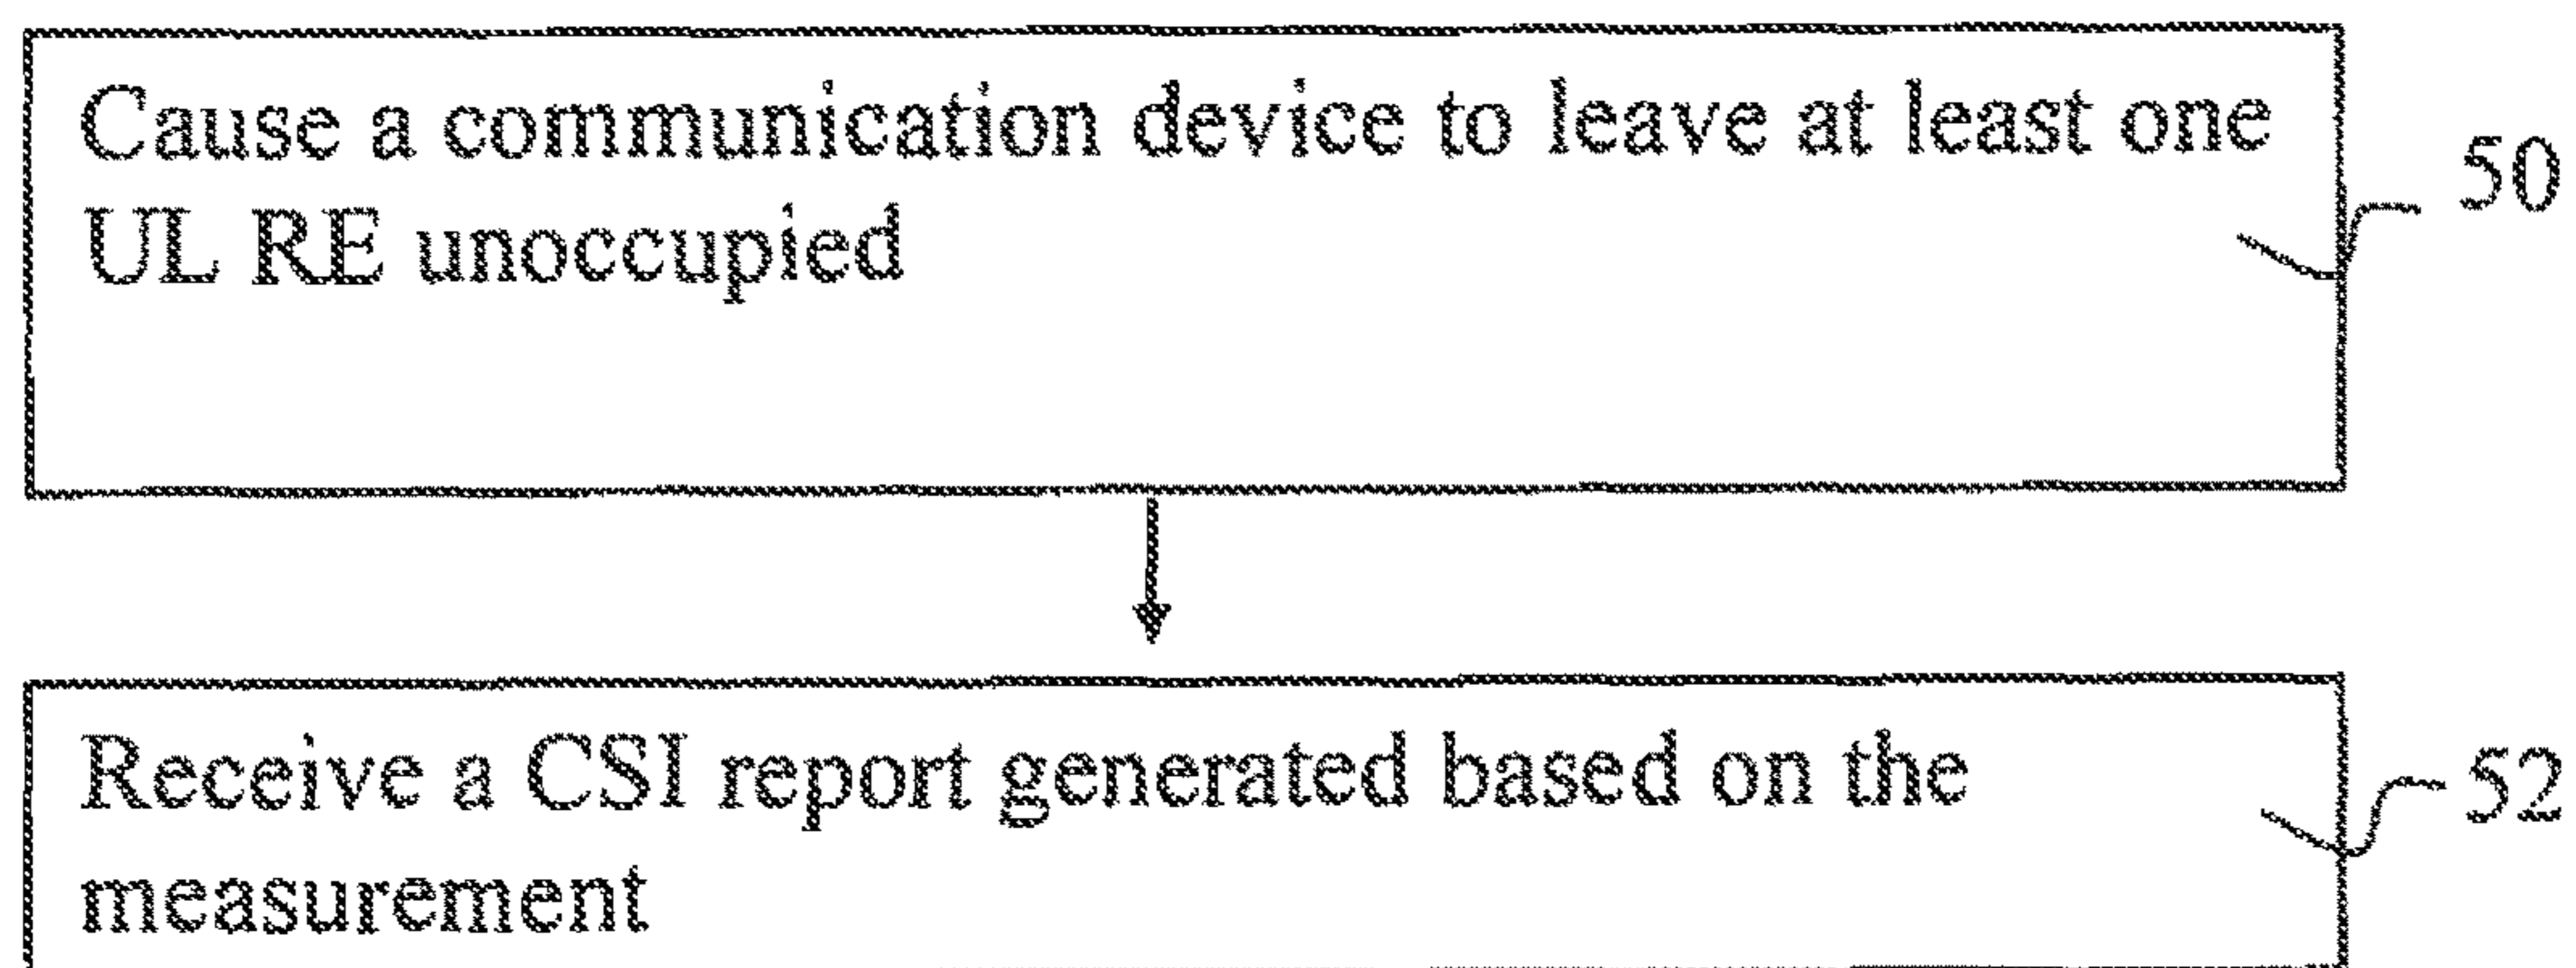 Cause a communication device to leave at least one
UL RE unoccupied
50
Receive a CSI report generated based on the
measurement
52